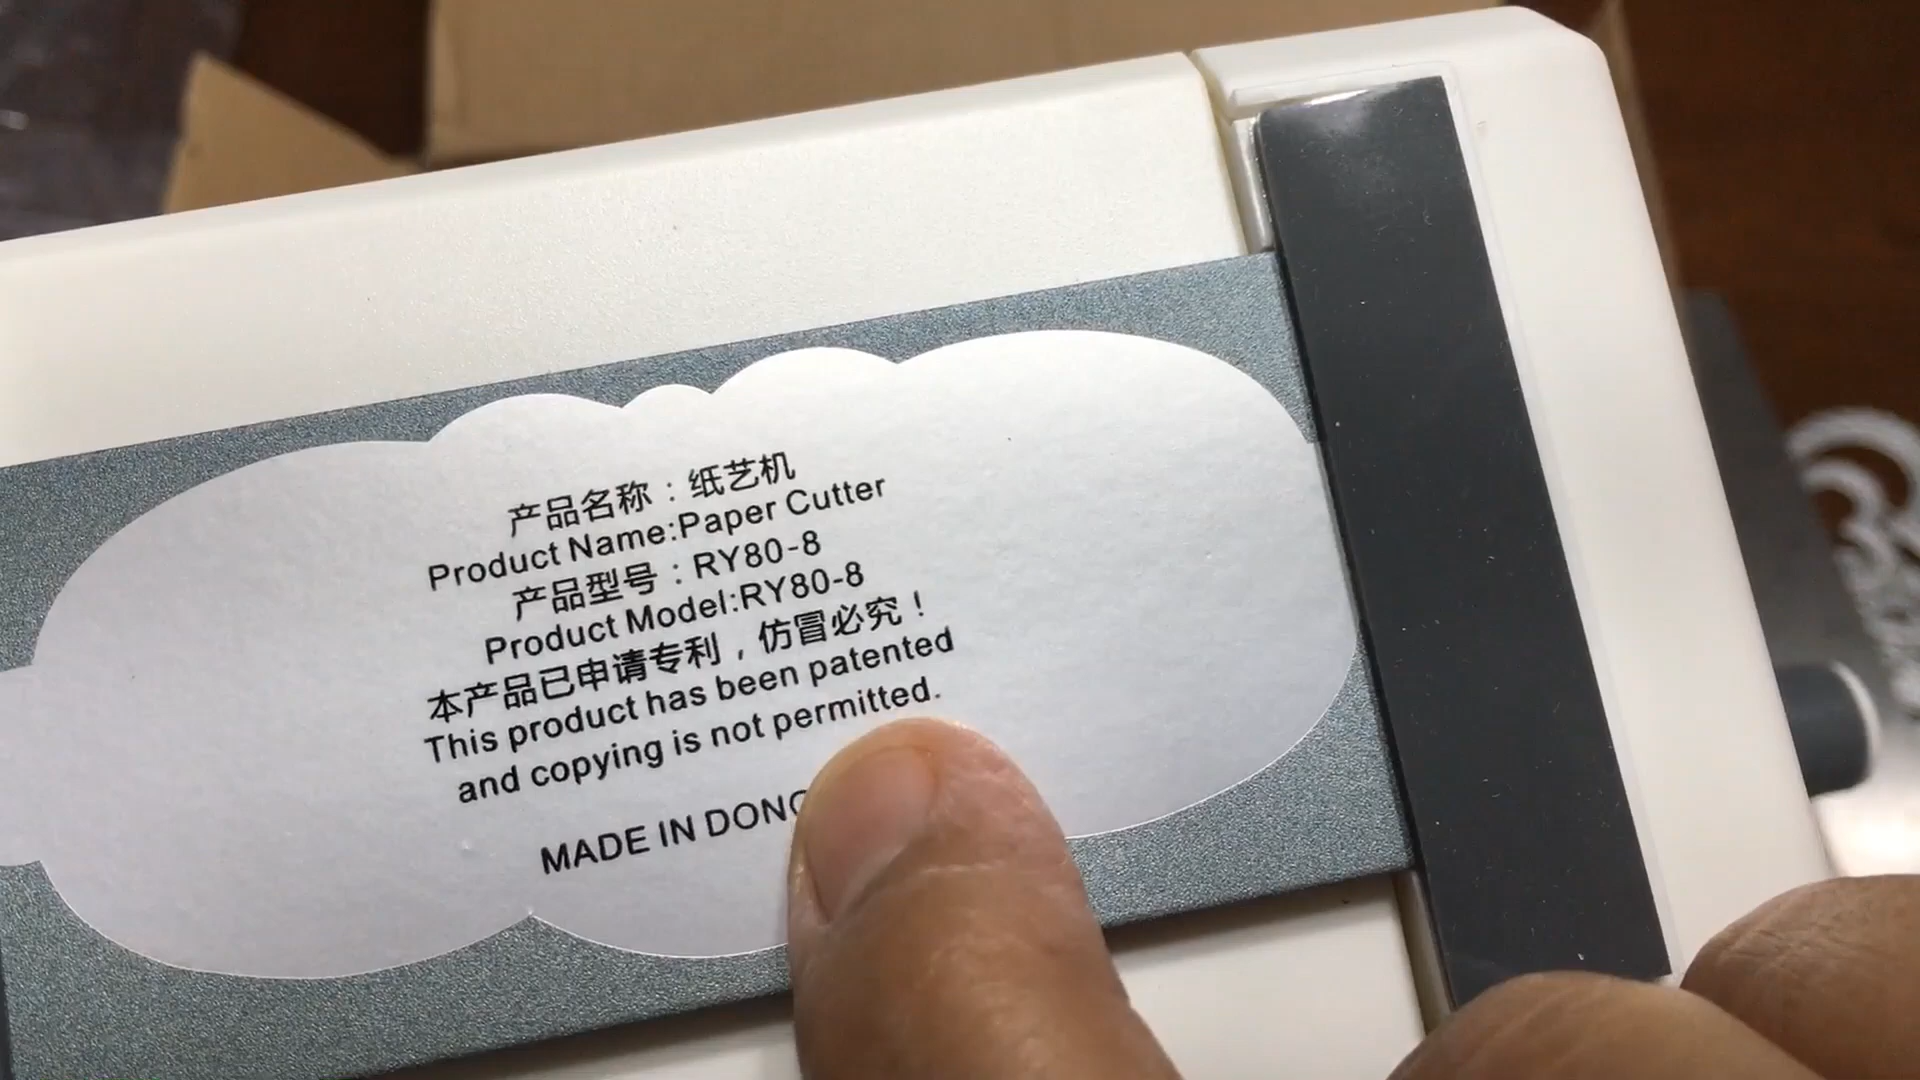 产品名称：纸艺机
Product Name:Paper Cutter
产品型号：RY80-8
Product Model:RY80-8
本产品已申请专利，仿冒必究！
This product has been patented
and copying is not permitted.
MADE IN